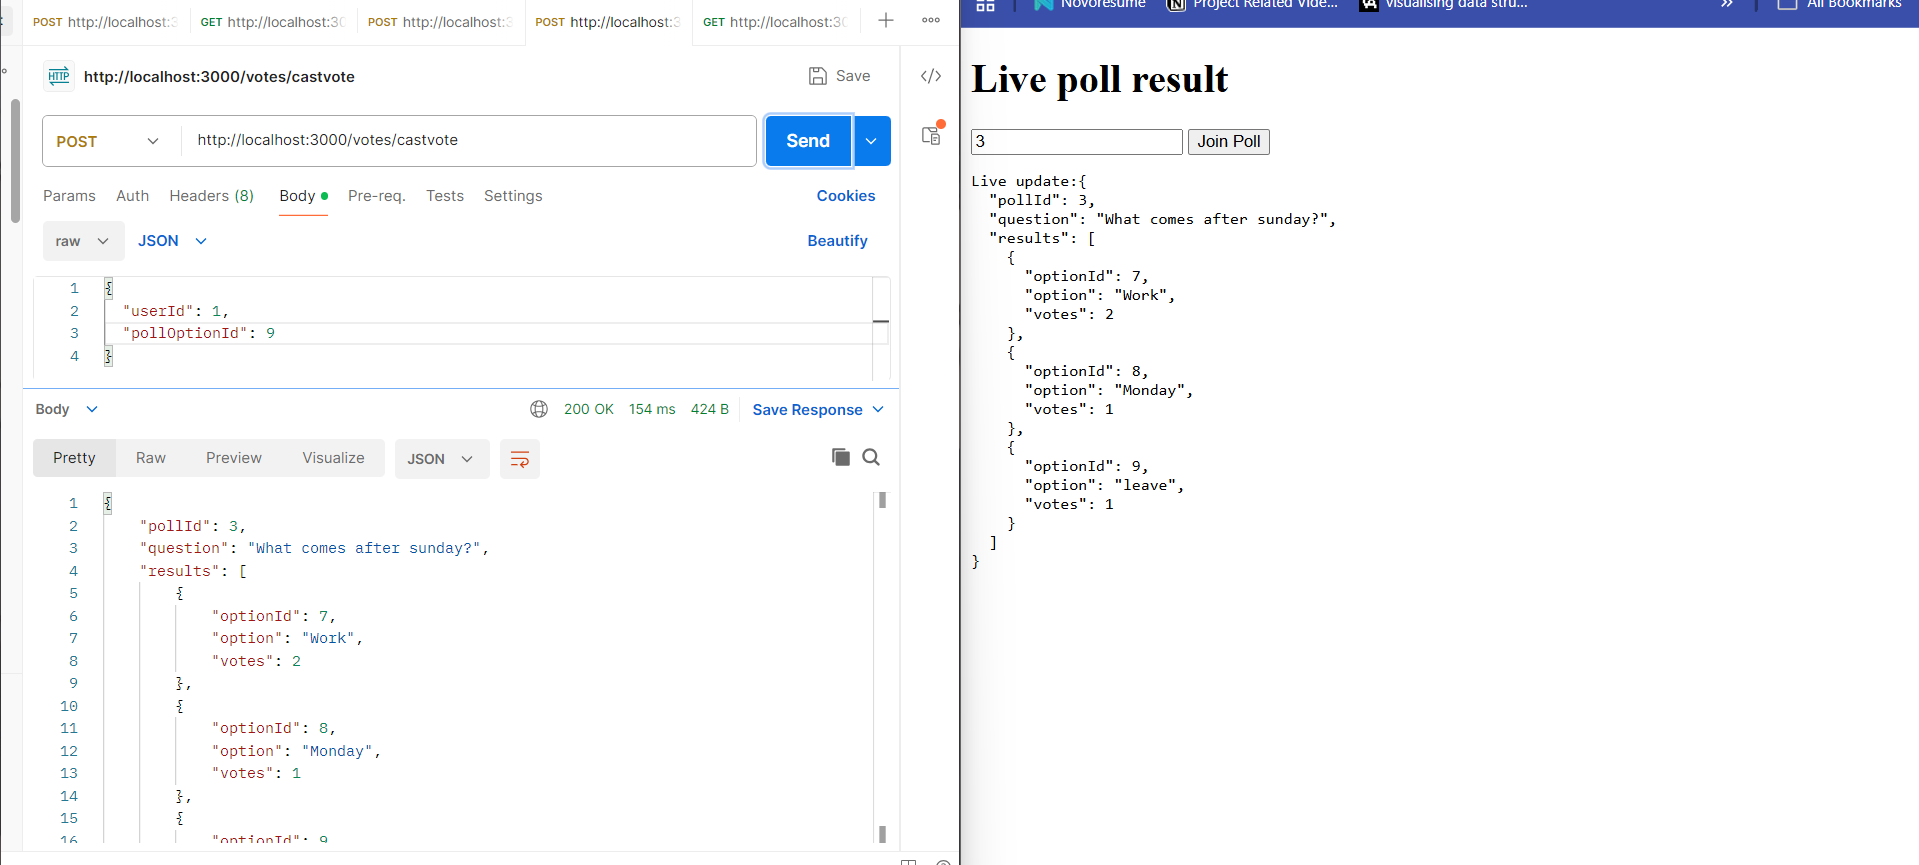 POST http://localhost:3
GET http://localhost:30
POST http://localhost:3
POST http://localhost:3
GET http://localhost:30
HTTP http://localhost:3000/votes/castvote
Save
POST
http://localhost:3000/votes/castvote
Send
Params Auth Headers (8) Body Pre-req. Tests Settings Cookies
raw JSON Beautify
1 {
2 "userId": 1,
3 "pollOptionId": 9
4 }
Body 200 OK 154 ms 424 B Save Response
Pretty Raw Preview Visualize JSON
1 {
2 "pollId": 3,
3 "question": "What comes after sunday?",
4 "results": [
5 {
6 "optionId": 7,
7 "option": "Work",
8 "votes": 2
9 },
10 {
11 "optionId": 8,
12 "option": "Monday",
13 "votes": 1
14 },
15 {
16 "optionId": 9
Novoresume Project Related Vide... Visualising data stru... » All Bookmarks
Live poll result
3 Join Poll
Live update:{
"pollId": 3,
"question": "What comes after sunday?",
"results": [
{
"optionId": 7,
"option": "Work",
"votes": 2
},
{
"optionId": 8,
"option": "Monday",
"votes": 1
},
{
"optionId": 9,
"option": "leave",
"votes": 1
}
]
}